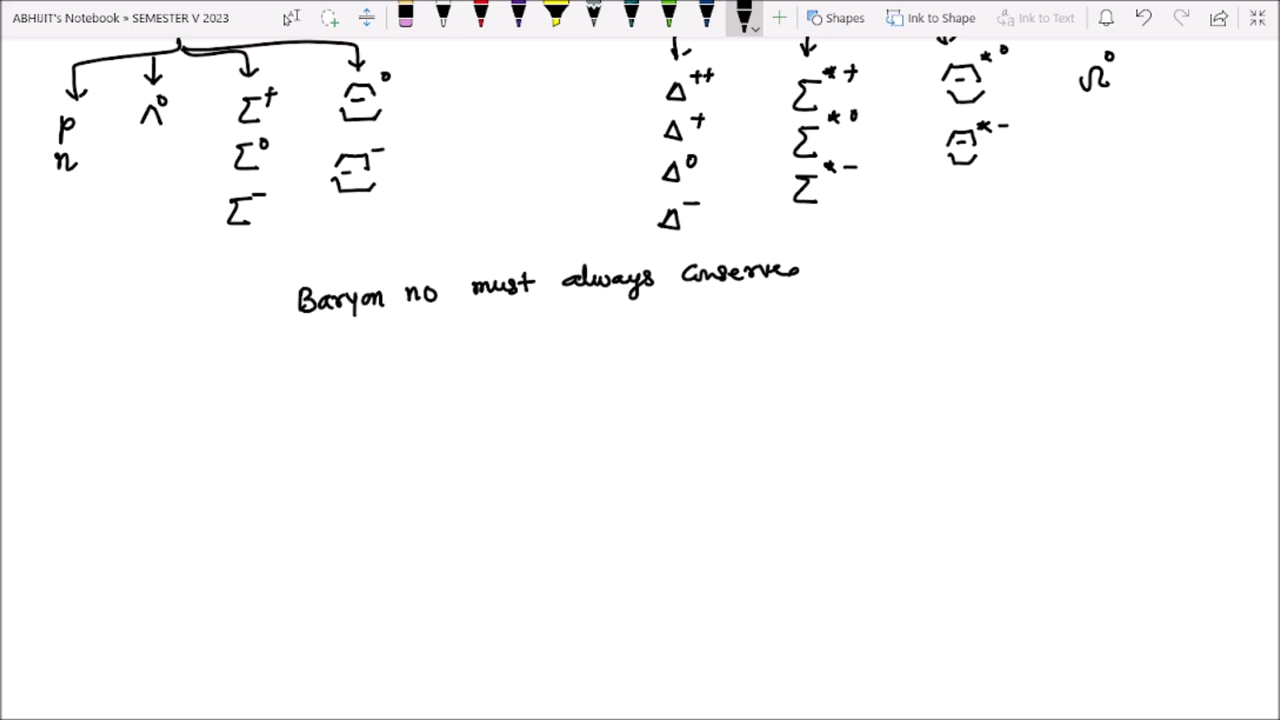 ABHIJIT's Notebook » SEMESTER V 2023
Shapes
Ink to Shape
Ink to Text
p Λ⁰ Σ⁺ Ξ⁰ Δ⁺⁺ Σ*⁺ Ξ*⁰ Ω⁰
n Σ⁰ Ξ⁻ Δ⁺ Σ*⁰ Ξ*⁻
Σ⁻ Δ⁰ Σ*⁻
Δ⁻
Baryon no must always conserve